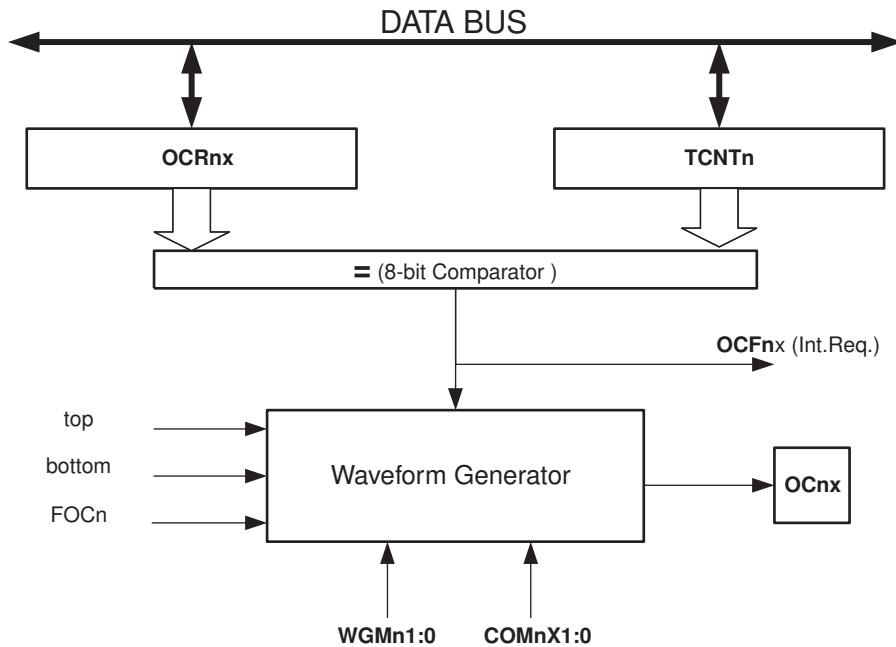 DATA BUS
OCRnx
TCNTn
= (8-bit Comparator )
OCFnx (Int.Req.)
top
bottom
FOCn
Waveform Generator
OCnx
WGMn1:0
COMnX1:0